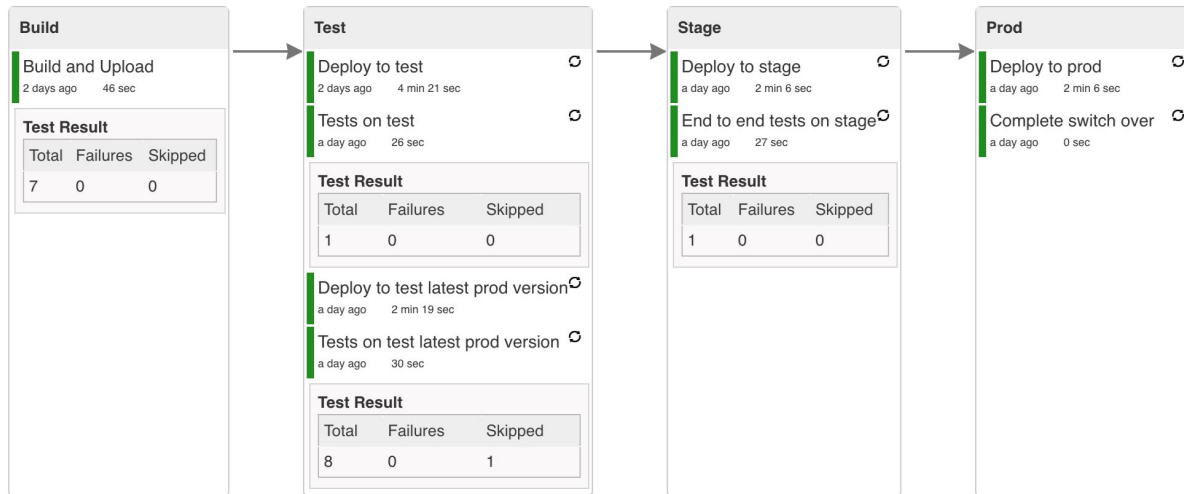 Build
Build and Upload
2 days ago 46 sec
Test Result
Total Failures Skipped
7 0 0
Test
Deploy to test
2 days ago 4 min 21 sec
Tests on test
a day ago 26 sec
Test Result
Total Failures Skipped
1 0 0
Deploy to test latest prod version
a day ago 2 min 19 sec
Tests on test latest prod version
a day ago 30 sec
Test Result
Total Failures Skipped
8 0 1
Stage
Deploy to stage
a day ago 2 min 6 sec
End to end tests on stage
a day ago 27 sec
Test Result
Total Failures Skipped
1 0 0
Prod
Deploy to prod
a day ago 2 min 6 sec
Complete switch over
a day ago 0 sec